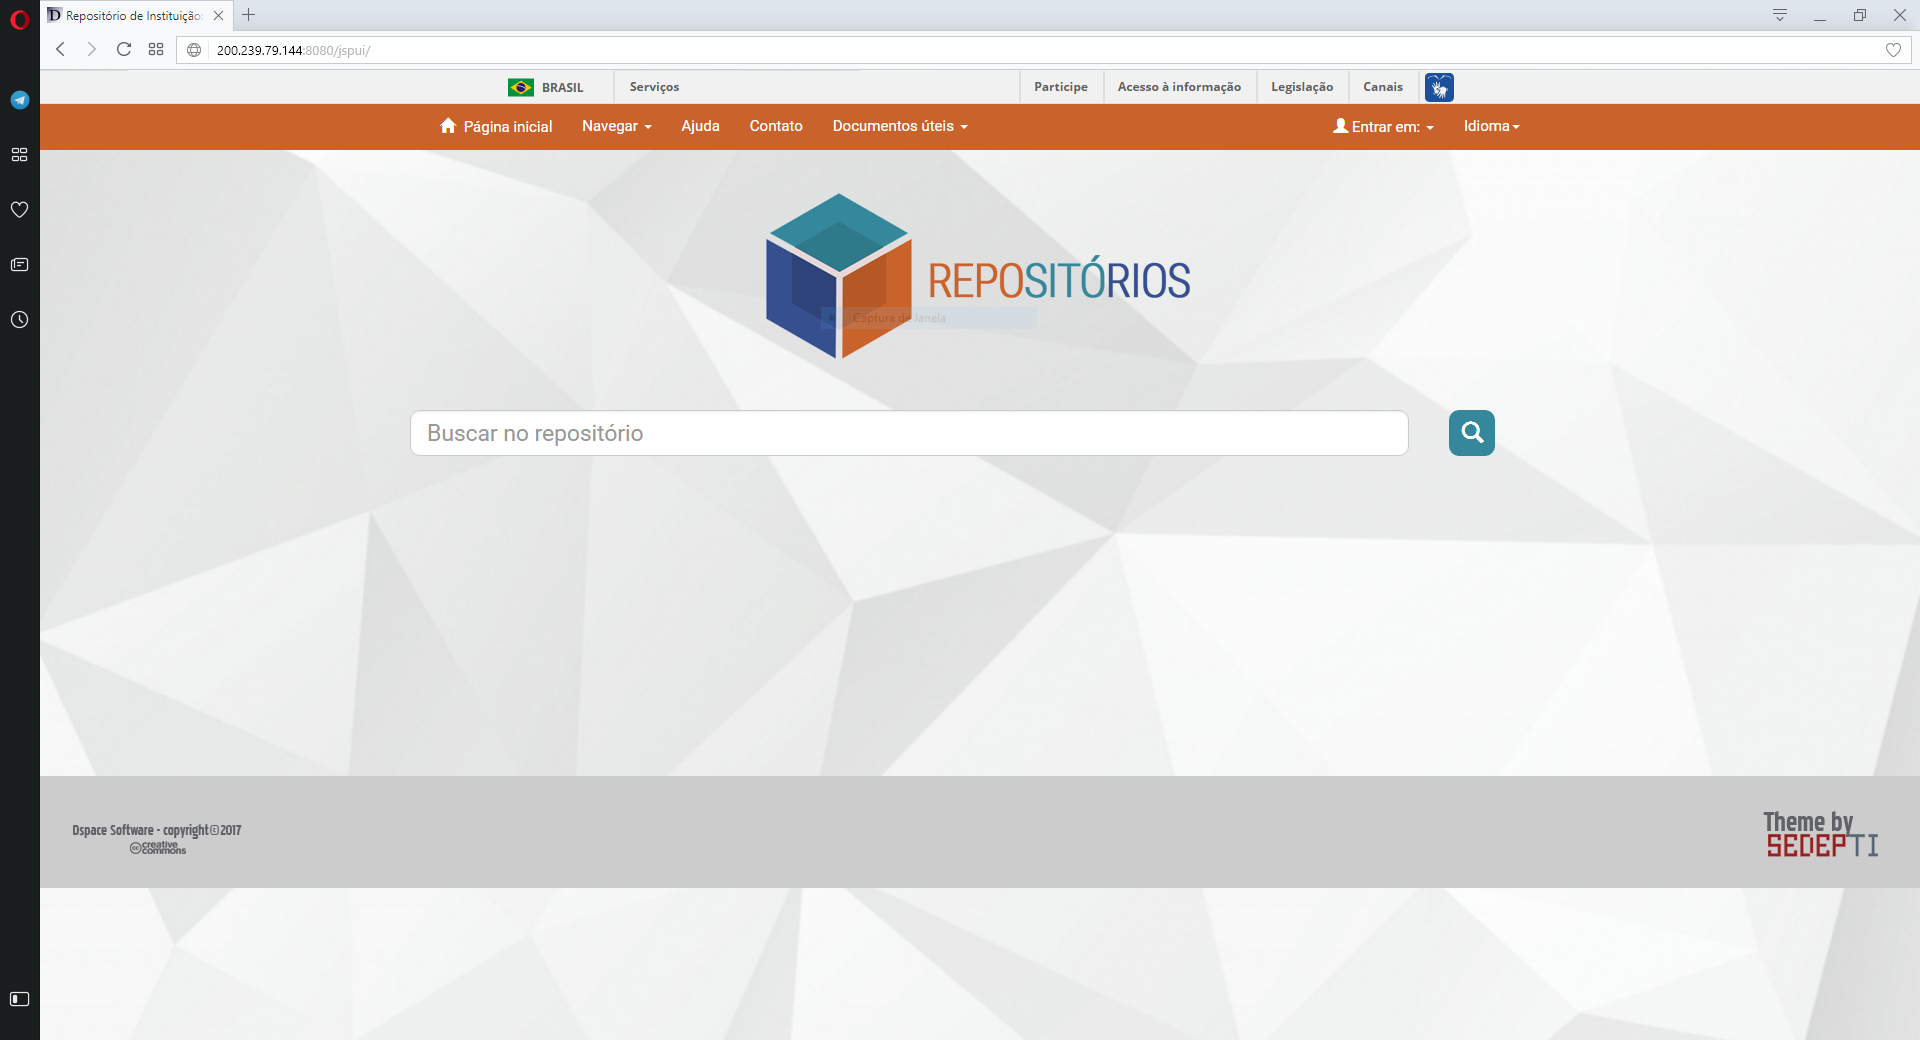 Repositório de Instituição
200.239.79.144:8080/jspui/
BRASIL
Serviços
Participe
Acesso à informação
Legislação
Canais
Página inicial
Navegar
Ajuda
Contato
Documentos úteis
Entrar em:
Idioma
REPOSITÓRIOS
Captura de Janela
Buscar no repositório
Dspace Software - copyright©2017
cc creative commons
Theme by
SEDEPTI